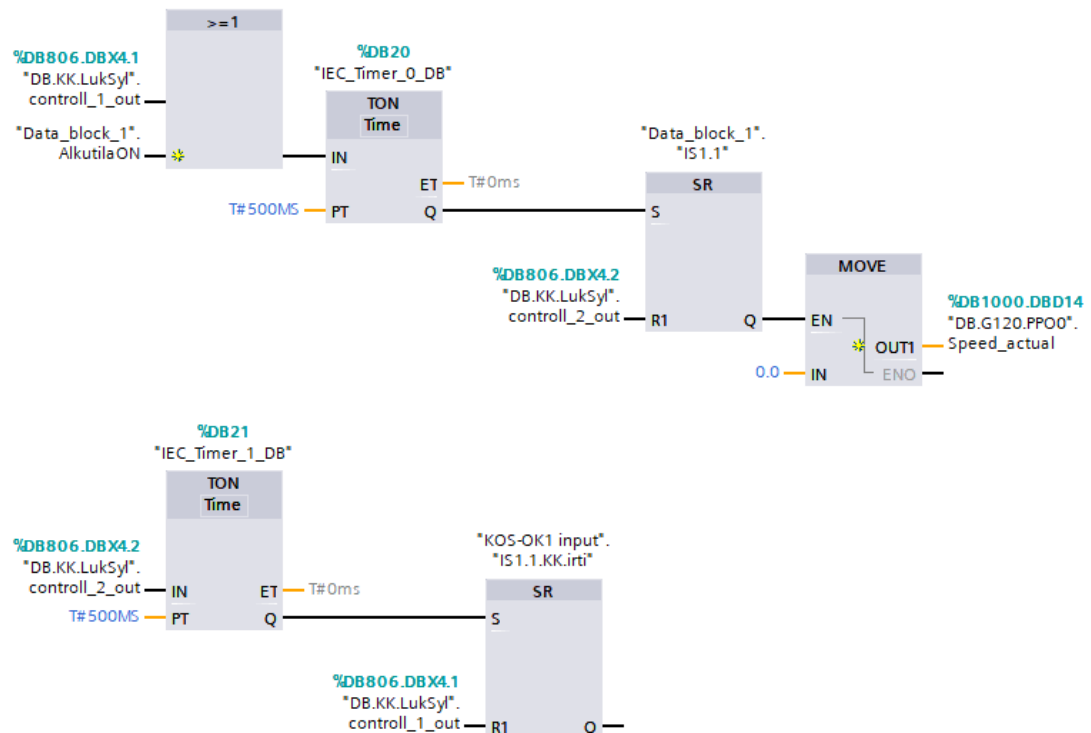 >=1
%DB806.DBX4.1
"DB.KK.LukSyl".
controll_1_out
"Data_block_1".
AlkutilaON
%DB20
"IEC_Timer_0_DB"
TON
Time
IN
ET
T#0ms
T#500MS
PT
Q
"Data_block_1".
"IS1.1"
SR
S
%DB806.DBX4.2
"DB.KK.LukSyl".
controll_2_out
R1
Q
MOVE
EN
OUT1
%DB1000.DBD14
"DB.G120.PPO0".
Speed_actual
0.0
IN
ENO
%DB21
"IEC_Timer_1_DB"
TON
Time
%DB806.DBX4.2
"DB.KK.LukSyl".
controll_2_out
IN
ET
T#0ms
T#500MS
PT
Q
"KOS-OK1 input".
"IS1.1.KK.irti"
SR
S
%DB806.DBX4.1
"DB.KK.LukSyl".
controll_1_out
R1
Q